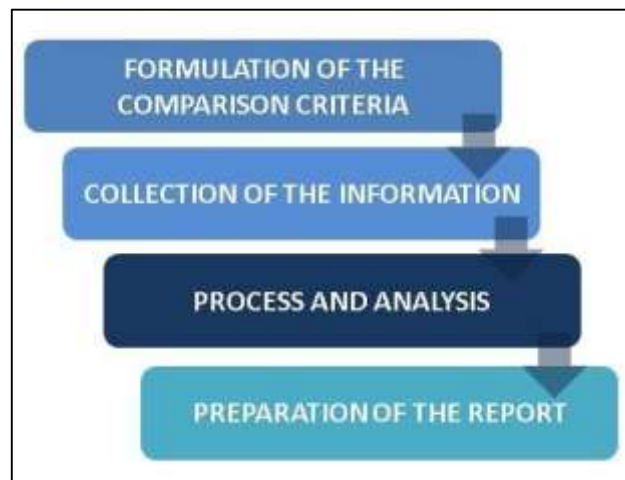 FORMULATION OF THE
COMPARISON CRITERIA
COLLECTION OF THE INFORMATION
PROCESS AND ANALYSIS
PREPARATION OF THE REPORT